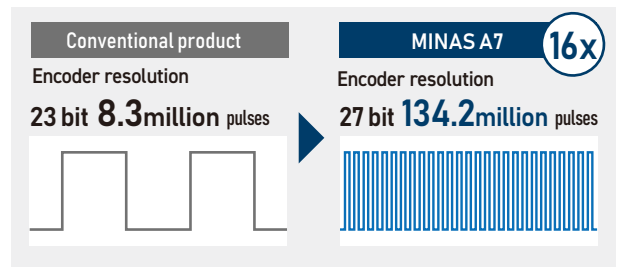 Conventional product
Encoder resolution
23 bit 8.3million pulses
MINAS A7
16x
Encoder resolution
27 bit 134.2million pulses